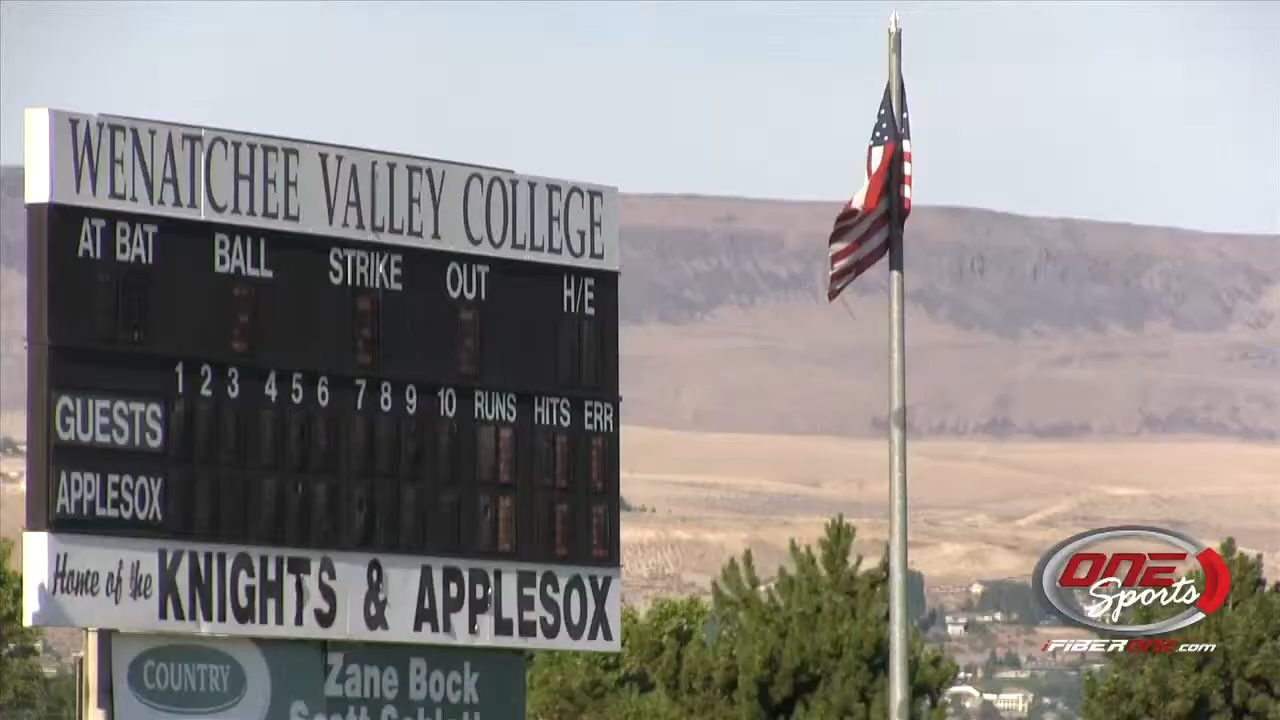 WENATCHEE VALLEY COLLEGE
AT BAT BALL STRIKE OUT H/E
1 2 3 4 5 6 7 8 9 10 RUNS HITS ERR
GUESTS
APPLESOX
Home of the KNIGHTS & APPLESOX
COUNTRY
Zane Bock
ONE
Sports
iFIBERONE.com